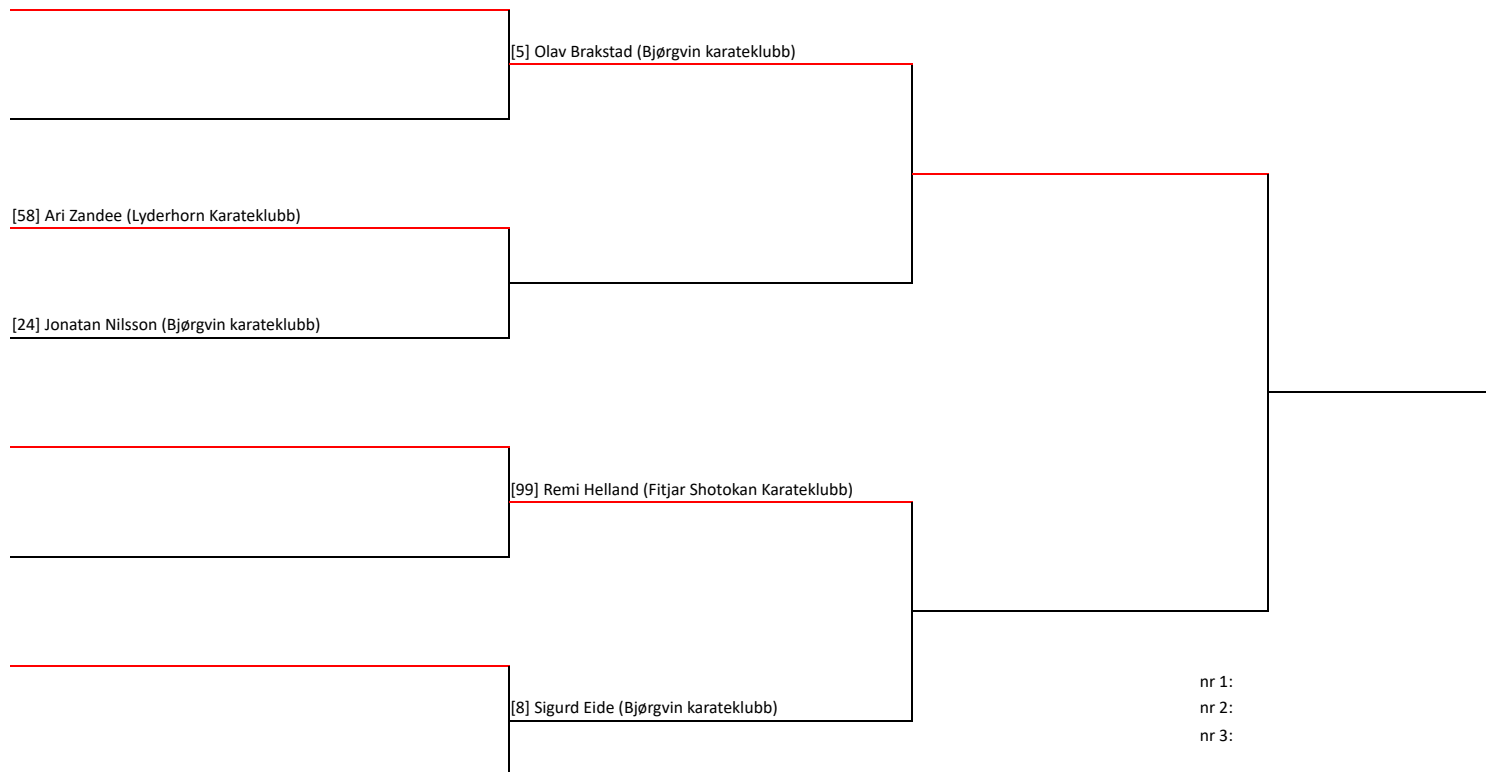 [5] Olav Brakstad (Bjørgvin karateklubb)
[58] Ari Zandee (Lyderhorn Karateklubb)
[24] Jonatan Nilsson (Bjørgvin karateklubb)
[99] Remi Helland (Fitjar Shotokan Karateklubb)
[8] Sigurd Eide (Bjørgvin karateklubb)
nr 1:
nr 2:
nr 3: